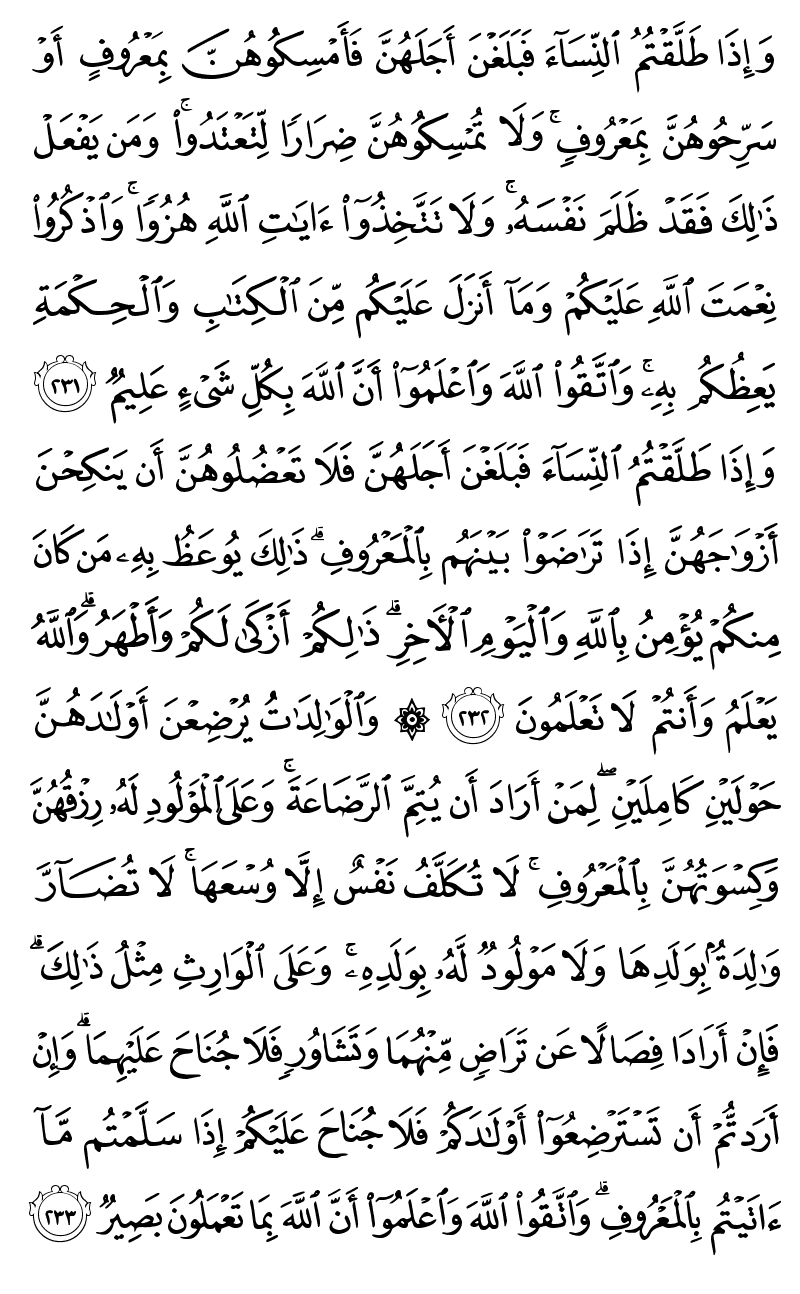 وَإِذَا طَلَّقْتُمُ ٱلنِّسَآءَ فَبَلَغْنَ أَجَلَهُنَّ فَأَمْسِكُوهُنَّ بِمَعْرُوفٍ أَوْ
سَرِّحُوهُنَّ بِمَعْرُوفٍۚ وَلَا تُمْسِكُوهُنَّ ضِرَارًا لِّتَعْتَدُوا۟ۚ وَمَن يَفْعَلْ
ذَٰلِكَ فَقَدْ ظَلَمَ نَفْسَهُۥۚ وَلَا تَتَّخِذُوٓا۟ ءَايَٰتِ ٱللَّهِ هُزُوًاۚ وَٱذْكُرُوا۟
نِعْمَتَ ٱللَّهِ عَلَيْكُمْ وَمَآ أَنزَلَ عَلَيْكُم مِّنَ ٱلْكِتَٰبِ وَٱلْحِكْمَةِ
يَعِظُكُم بِهِۦۚ وَٱتَّقُوا۟ ٱللَّهَ وَٱعْلَمُوٓا۟ أَنَّ ٱللَّهَ بِكُلِّ شَىْءٍ عَلِيمٌ ٢٣١
وَإِذَا طَلَّقْتُمُ ٱلنِّسَآءَ فَبَلَغْنَ أَجَلَهُنَّ فَلَا تَعْضُلُوهُنَّ أَن يَنكِحْنَ
أَزْوَٰجَهُنَّ إِذَا تَرَٰضَوْا۟ بَيْنَهُم بِٱلْمَعْرُوفِۗ ذَٰلِكَ يُوعَظُ بِهِۦ مَن كَانَ
مِنكُمْ يُؤْمِنُ بِٱللَّهِ وَٱلْيَوْمِ ٱلْـَٔاخِرِۗ ذَٰلِكُمْ أَزْكَىٰ لَكُمْ وَأَطْهَرُۗ وَٱللَّهُ
يَعْلَمُ وَأَنتُمْ لَا تَعْلَمُونَ ٢٣٢ ۞ وَٱلْوَٰلِدَٰتُ يُرْضِعْنَ أَوْلَٰدَهُنَّ
حَوْلَيْنِ كَامِلَيْنِۖ لِمَنْ أَرَادَ أَن يُتِمَّ ٱلرَّضَاعَةَۚ وَعَلَى ٱلْمَوْلُودِ لَهُۥ رِزْقُهُنَّ
وَكِسْوَتُهُنَّ بِٱلْمَعْرُوفِۚ لَا تُكَلَّفُ نَفْسٌ إِلَّا وُسْعَهَاۚ لَا تُضَآرَّ
وَٰلِدَةٌۢ بِوَلَدِهَا وَلَا مَوْلُودٌ لَّهُۥ بِوَلَدِهِۦۚ وَعَلَى ٱلْوَارِثِ مِثْلُ ذَٰلِكَۗ
فَإِنْ أَرَادَا فِصَالًا عَن تَرَاضٍ مِّنْهُمَا وَتَشَاوُرٍ فَلَا جُنَاحَ عَلَيْهِمَاۗ وَإِنْ
أَرَدتُّمْ أَن تَسْتَرْضِعُوٓا۟ أَوْلَٰدَكُمْ فَلَا جُنَاحَ عَلَيْكُمْ إِذَا سَلَّمْتُم مَّآ
ءَاتَيْتُم بِٱلْمَعْرُوفِۗ وَٱتَّقُوا۟ ٱللَّهَ وَٱعْلَمُوٓا۟ أَنَّ ٱللَّهَ بِمَا تَعْمَلُونَ بَصِيرٌ ٢٣٣